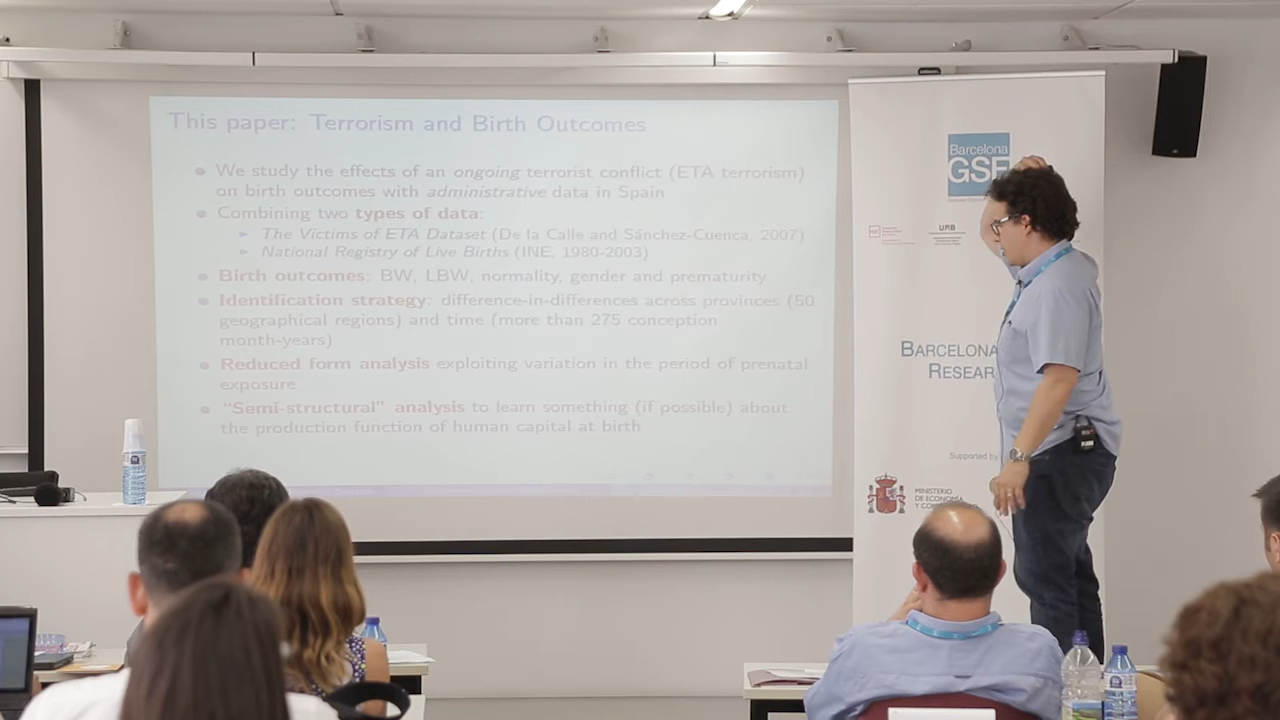 This paper: Terrorism and Birth Outcomes
We study the effects of an ongoing terrorist conflict (ETA terrorism)
on birth outcomes with administrative data in Spain
Combining two types of data:
The Victims of ETA Dataset (De la Calle and Sánchez-Cuenca, 2007)
National Registry of Live Births (INE, 1980-2003)
Birth outcomes: BW, LBW, normality, gender and prematurity
Identification strategy: difference-in-differences across provinces (50
geographical regions) and time (more than 275 conception
month-years)
Reduced form analysis exploiting variation in the period of prenatal
exposure
"Semi-structural" analysis to learn something (if possible) about
the production function of human capital at birth
Barcelona
GSE
UAB
BARCELONA
RESEAR
Supported by
MINISTERIO
DE ECONOMÍA